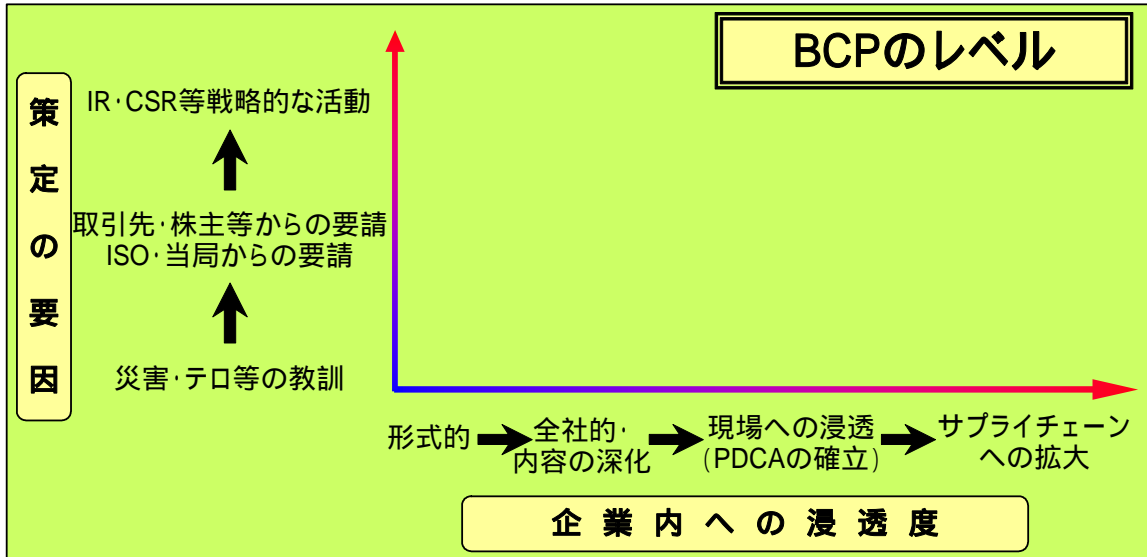 BCPのレベル
策定の要因
IR・CSR等戦略的な活動
取引先・株主等からの要請
ISO・当局からの要請
災害・テロ等の教訓
形式的
全社的・
内容の深化
現場への浸透
(PDCAの確立)
サプライチェーン
への拡大
企業内への浸透度